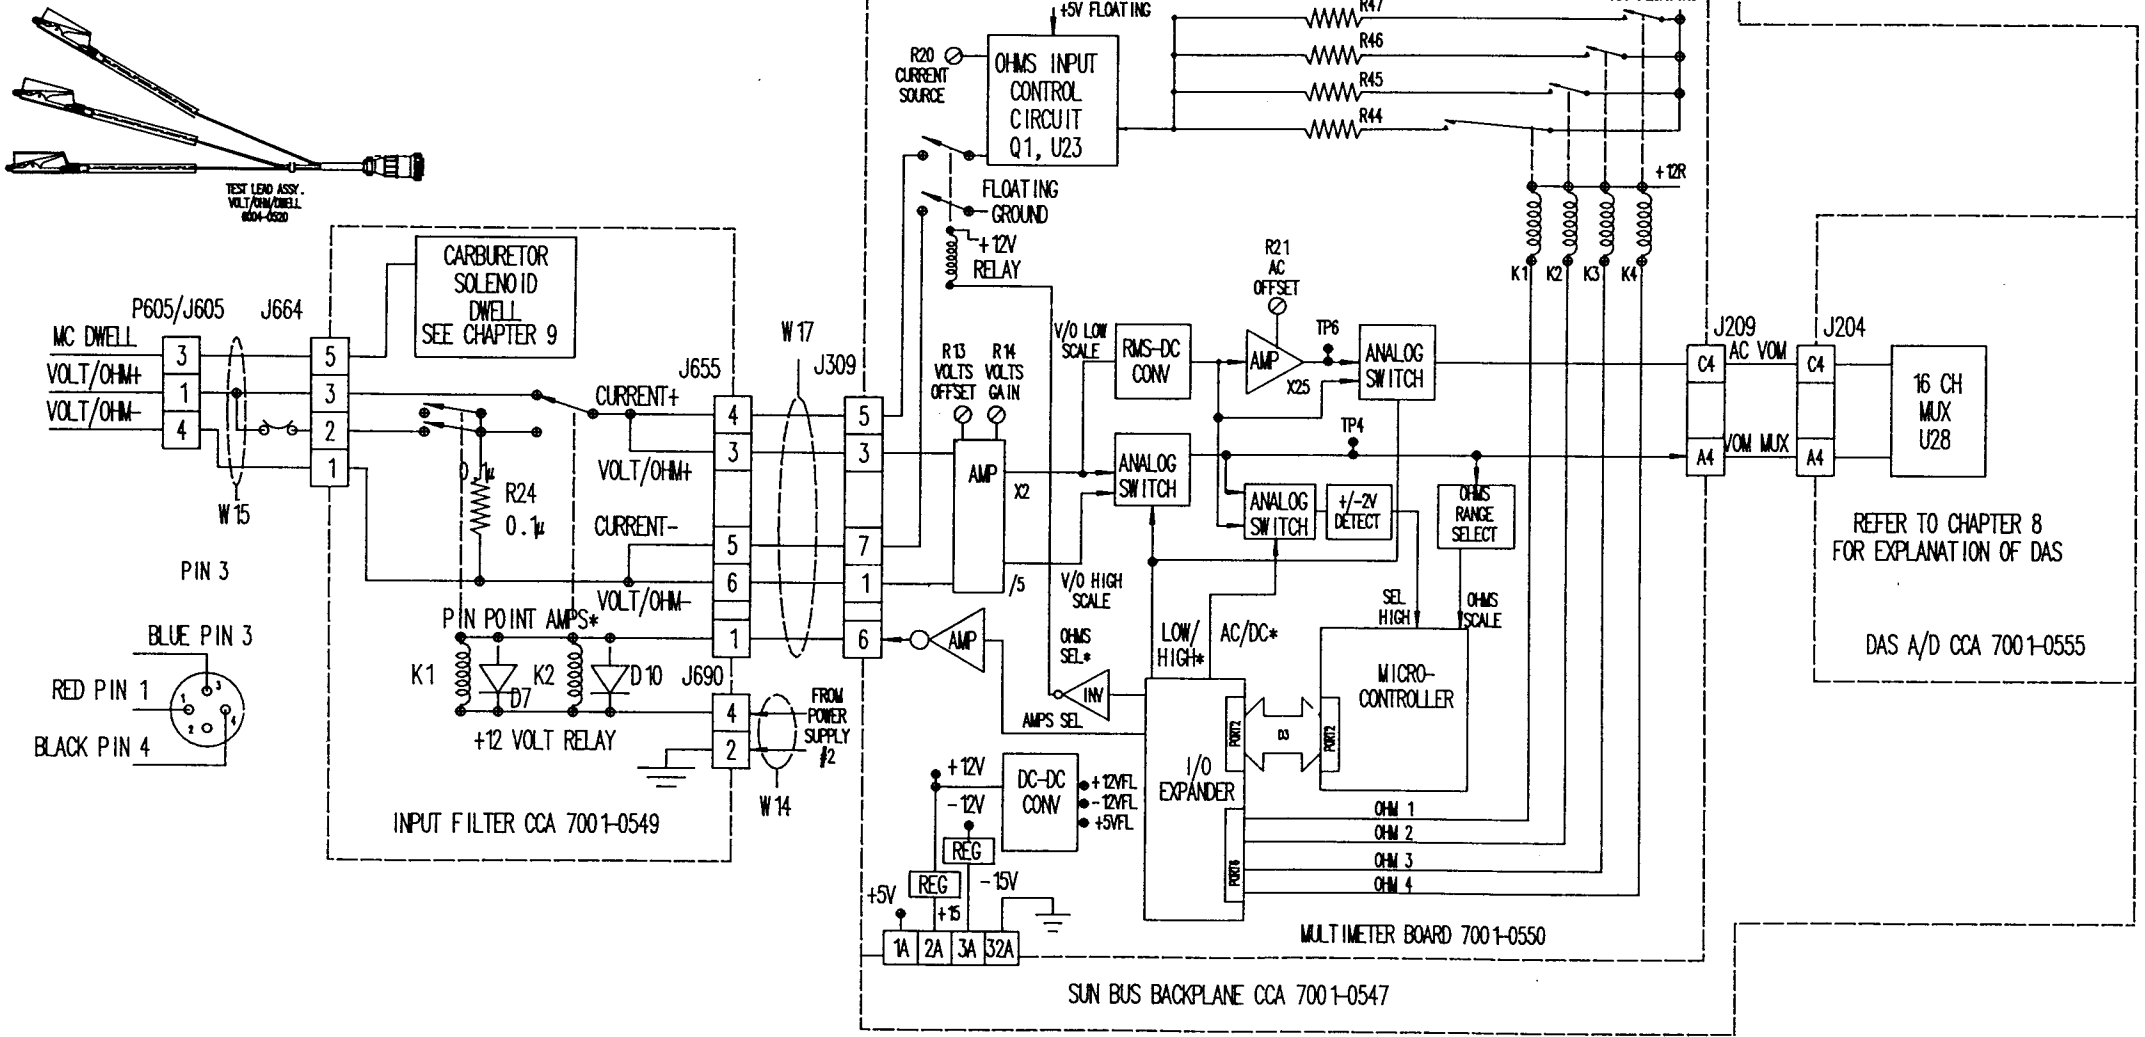 +5V FLOATING
R47
R46
R45
R44
R20
CURRENT
SOURCE
OHMS INPUT
CONTROL
CIRCUIT
Q1, U23
FLOATING
GROUND
+12V
RELAY
+12R
K1
K2
K3
K4
TEST LEAD ASSY.
VOLT/OHM/DWELL
6004-0520
CARBURETOR
SOLENOID
DWELL
SEE CHAPTER 9
P605/J605
J664
MC DWELL
VOLT/OHM+
VOLT/OHM-
3
1
4
5
3
2
1
W15
CURRENT+
VOLT/OHM+
CURRENT-
VOLT/OHM-
0.1µ
R24
0.1µ
J655
4
3
5
6
1
W17
J309
5
3
7
1
6
PIN POINT AMPS*
K1
D7
K2
D10
+12 VOLT RELAY
J690
4
2
FROM
POWER
SUPPLY
#2
W14
INPUT FILTER CCA 7001-0549
PIN 3
BLUE PIN 3
RED PIN 1
BLACK PIN 4
1
2
3
4
R13
VOLTS
OFFSET
R14
VOLTS
GAIN
AMP
X2
/5
V/O LOW
SCALE
V/O HIGH
SCALE
RMS-DC
CONV
R21
AC
OFFSET
AMP
X25
TP6
ANALOG
SWITCH
TP4
ANALOG
SWITCH
ANALOG
SWITCH
+/-2V
DETECT
OHMS
RANGE
SELECT
SEL
HIGH
OHMS
SCALE
LOW/
HIGH*
AC/DC*
OHMS
SEL*
AMP
INV
AMPS SEL
MICRO-
CONTROLLER
PORT2
D3
PORT2
I/O
EXPANDER
PORT6
OHM 1
OHM 2
OHM 3
OHM 4
+12V
-12V
DC-DC
CONV
+12VFL
-12VFL
+5VFL
REG
REG
-15V
+5V
+15
1A
2A
3A
32A
MULTIMETER BOARD 7001-0550
SUN BUS BACKPLANE CCA 7001-0547
J209
AC VOM
J204
C4
C4
VOM MUX
A4
A4
16 CH
MUX
U28
REFER TO CHAPTER 8
FOR EXPLANATION OF DAS
DAS A/D CCA 7001-0555